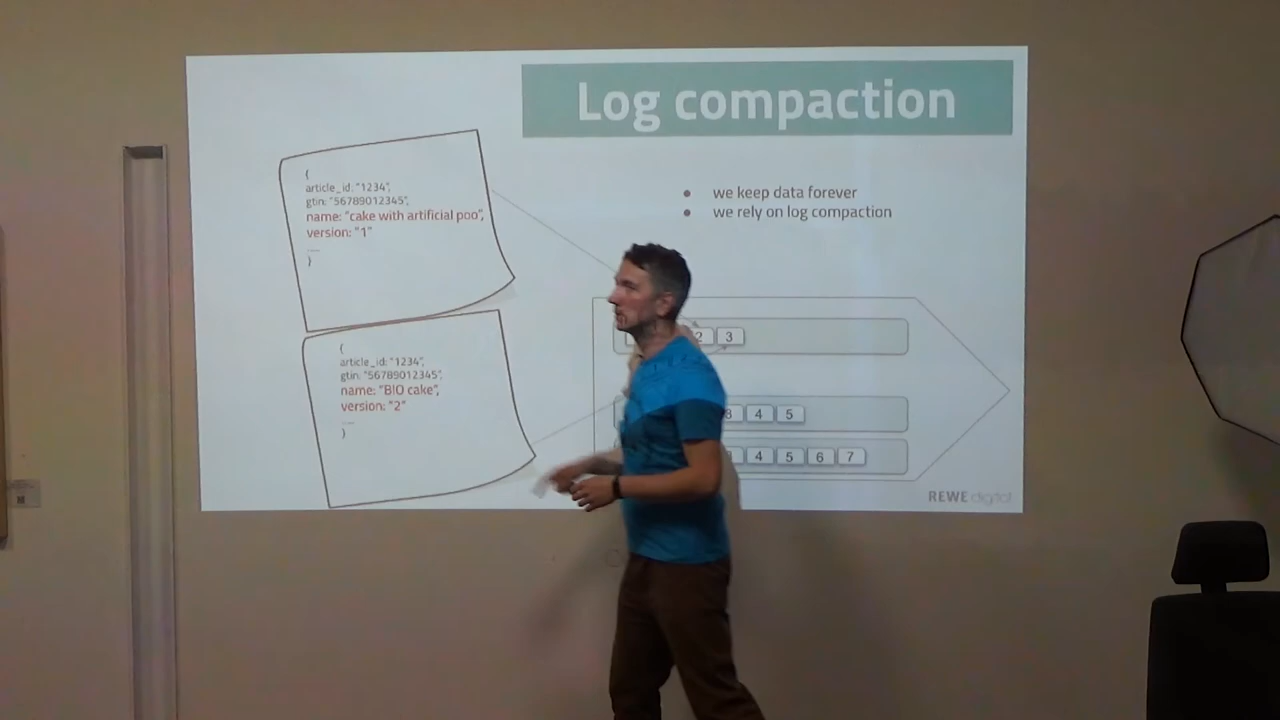 Log compaction
{
article_id: "1234",
gtin: "56789012345",
name: "cake with artificial poo",
version: "1"
...
}
we keep data forever
we rely on log compaction
{
article_id: "1234",
gtin: "56789012345",
name: "BIO cake",
version: "2"
...
}
2 3
3 4 5
4 5 6 7
REWE digital